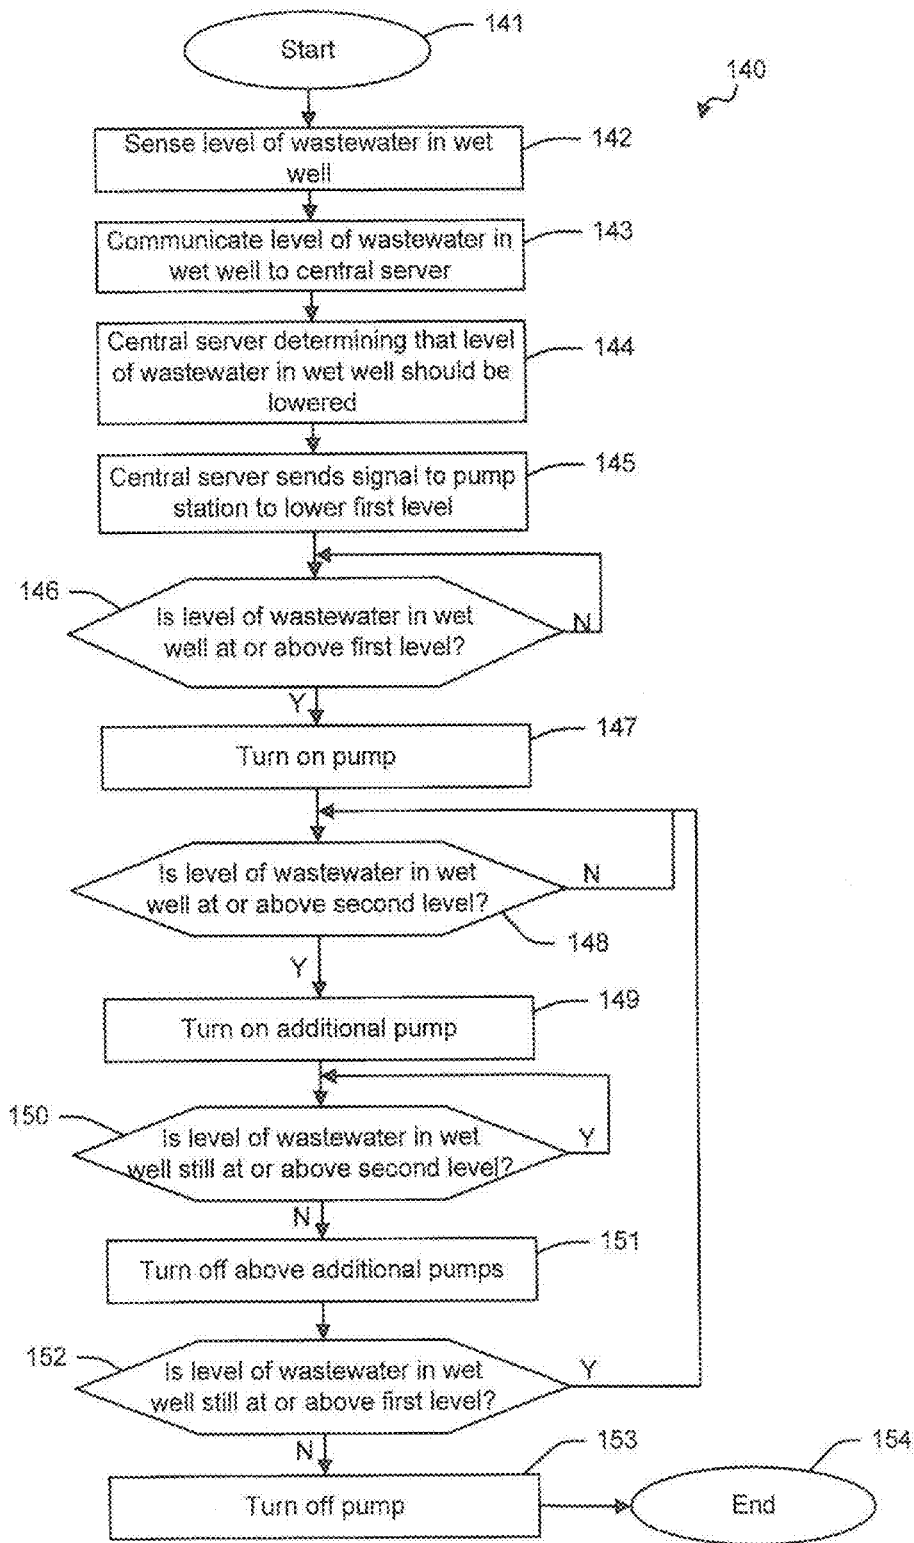 Start
141
140
Sense level of wastewater in wet
well
142
Communicate level of wastewater in
wet well to central server
143
Central server determining that level
of wastewater in wet well should be
lowered
144
Central server sends signal to pump
station to lower first level
145
146
Is level of wastewater in wet
well at or above first level?
N
Y
Turn on pump
147
Is level of wastewater in wet
well at or above second level?
N
148
Y
Turn on additional pump
149
150
Is level of wastewater in wet
well still at or above second level?
Y
N
Turn off above additional pumps
151
152
Is level of wastewater in wet
well still at or above first level?
Y
N
Turn off pump
153
End
154